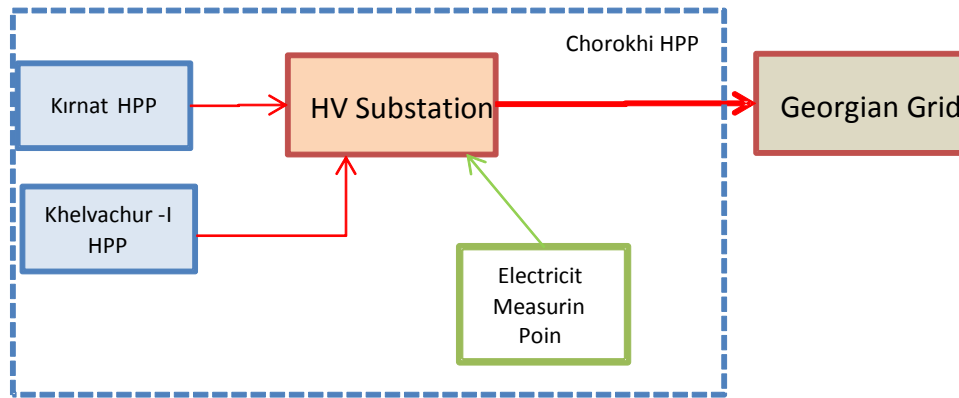 Chorokhi HPP
Kırnat HPP
HV Substation
Georgian Grid
Khelvachur -I
HPP
Electricit
Measurin
Poin